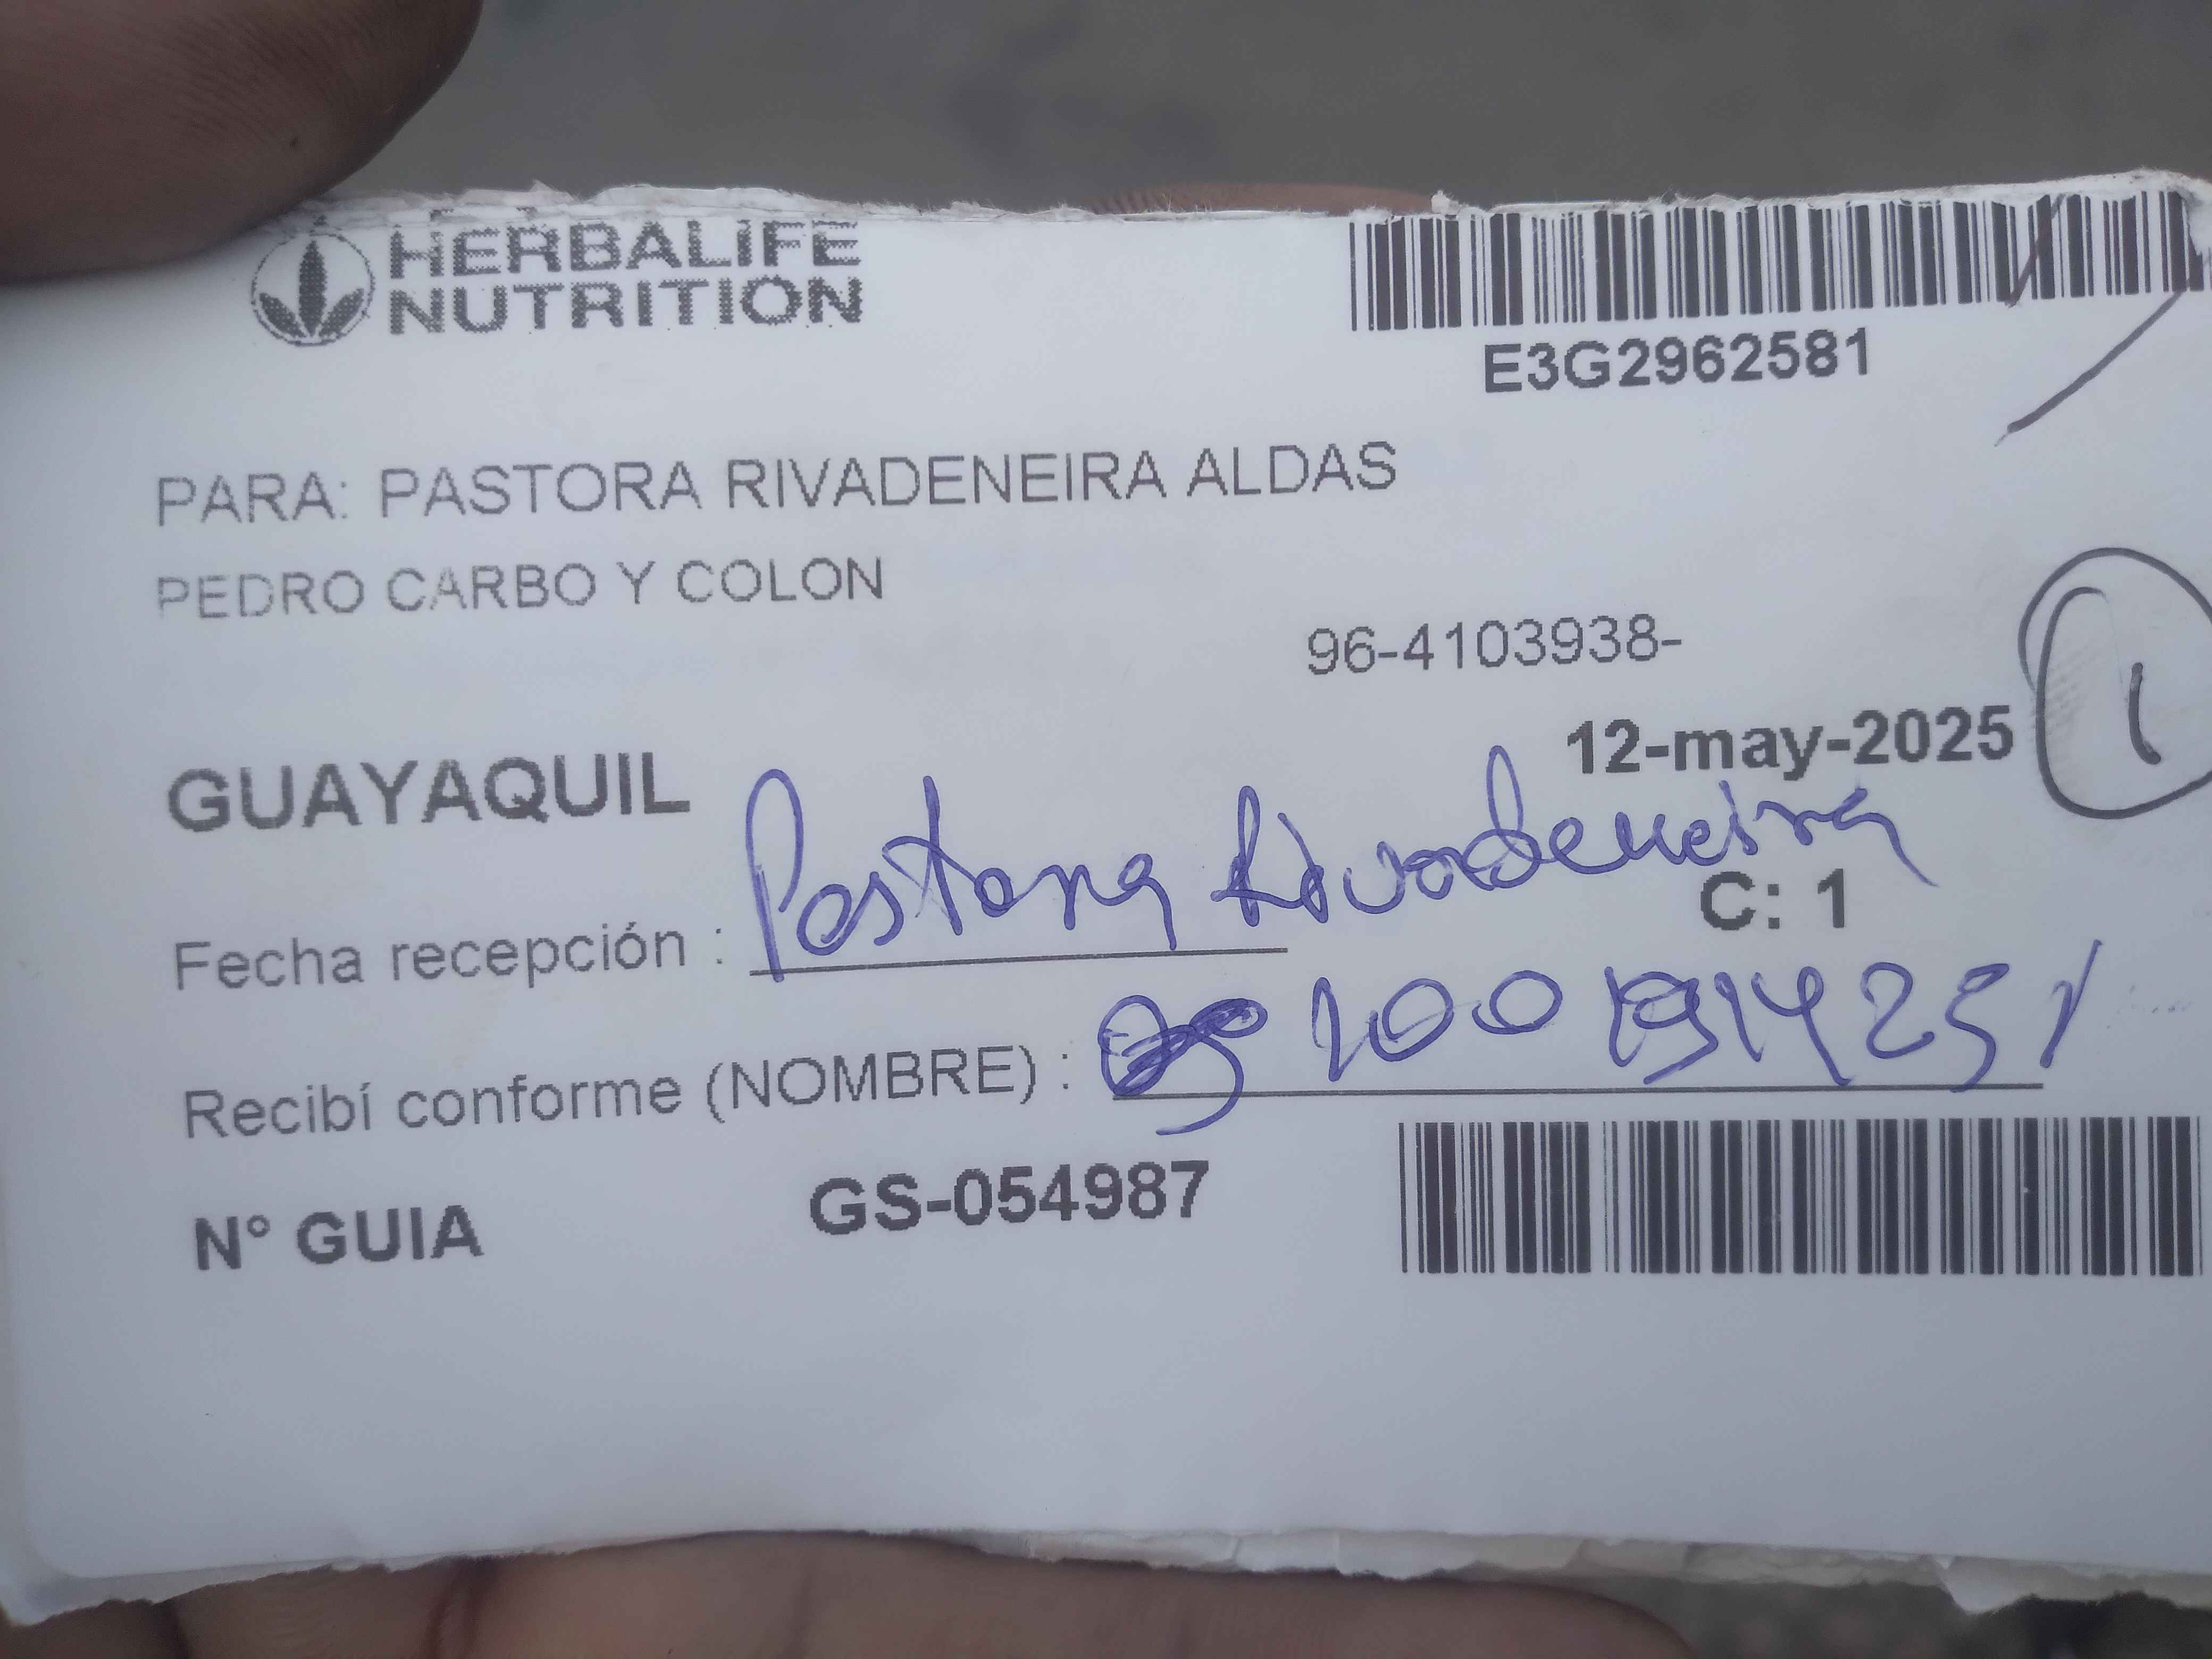 HERBALIFE
NUTRITION
E3G2962581
PARA: PASTORA RIVADENEIRA ALDAS
PEDRO CARBO Y COLON
96-4103938-
12-may-2025
1
GUAYAQUIL
Fecha recepción : Pastora Rivadeneira
C: 1
Recibí conforme (NOMBRE) :
N° GUIA GS-054987